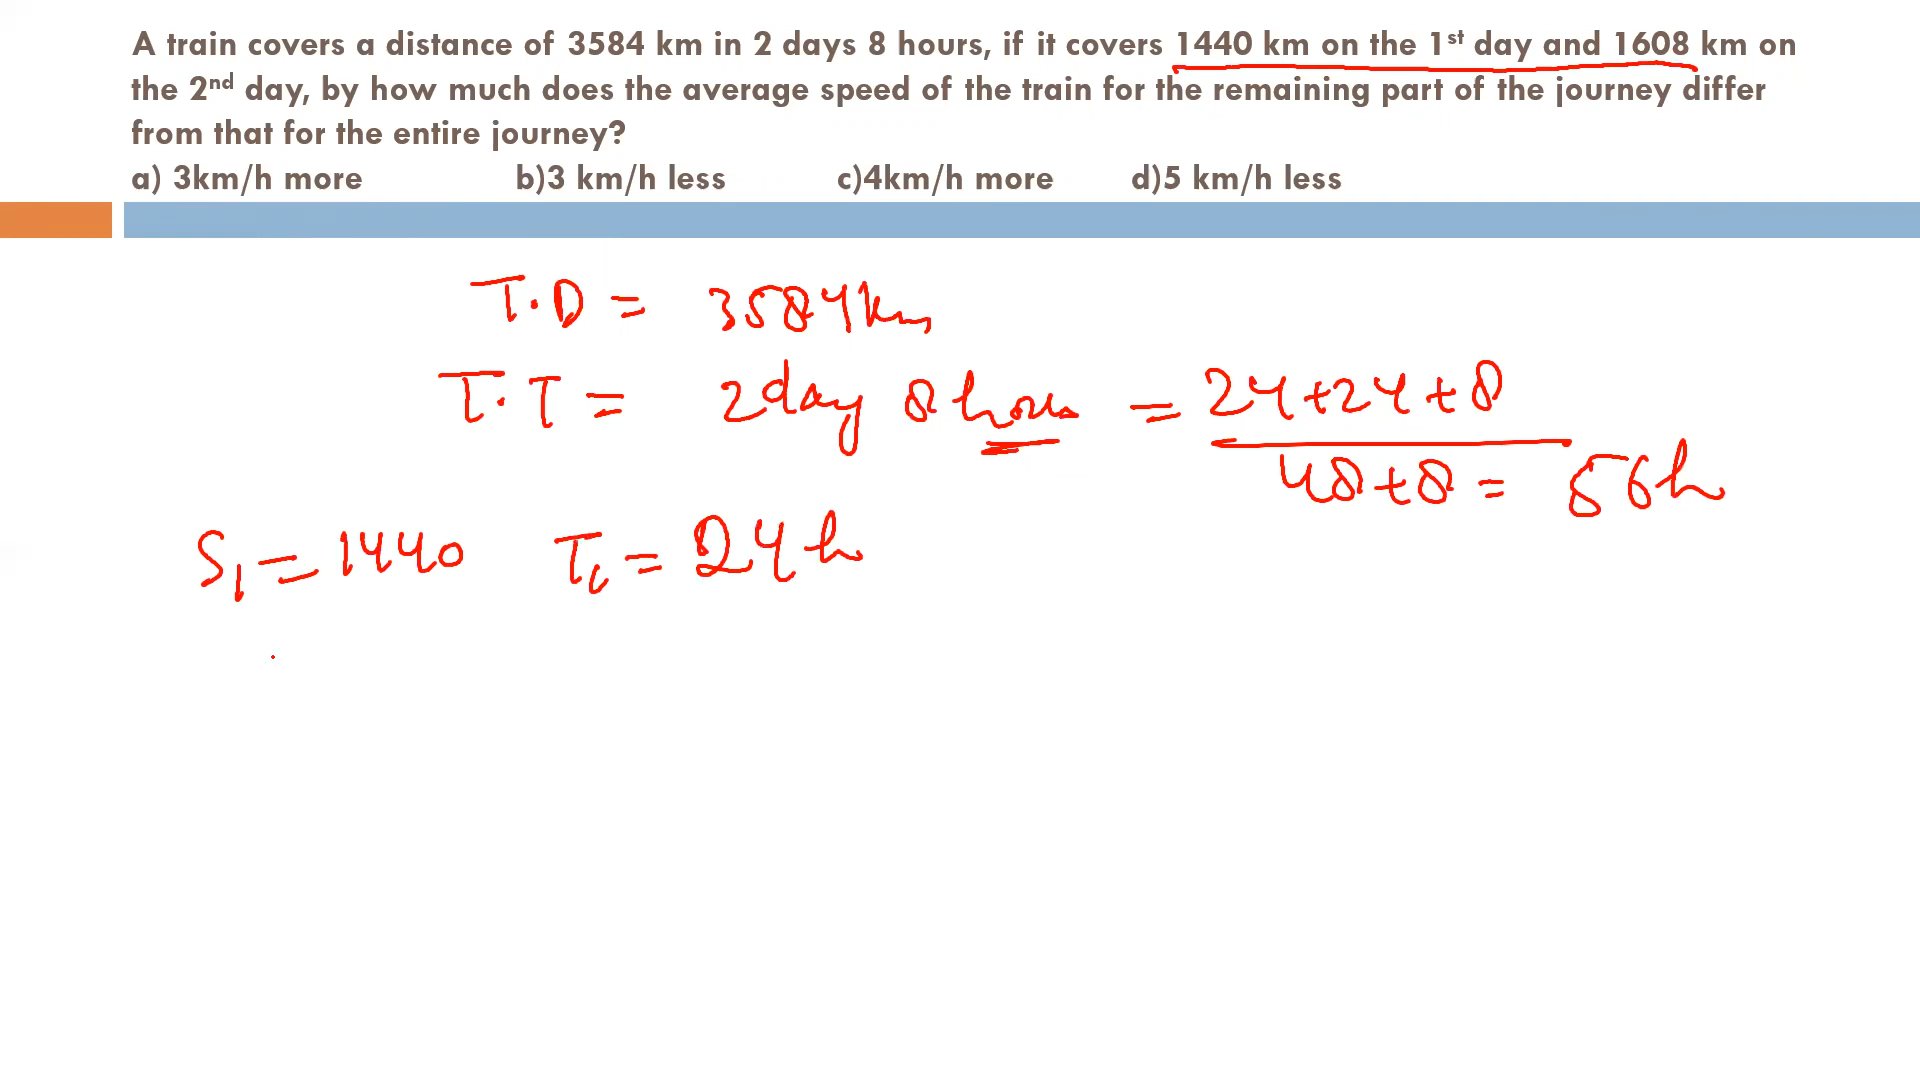 A train covers a distance of 3584 km in 2 days 8 hours, if it covers 1440 km on the 1st day and 1608 km on
the 2nd day, by how much does the average speed of the train for the remaining part of the journey differ
from that for the entire journey?
a) 3km/h more b)3 km/h less c)4km/h more d)5 km/h less
T.D = 3584km
T.T = 2day 8 hours = 24+24+8
48+8 = 56h
S1 = 1440 T1 = 24h